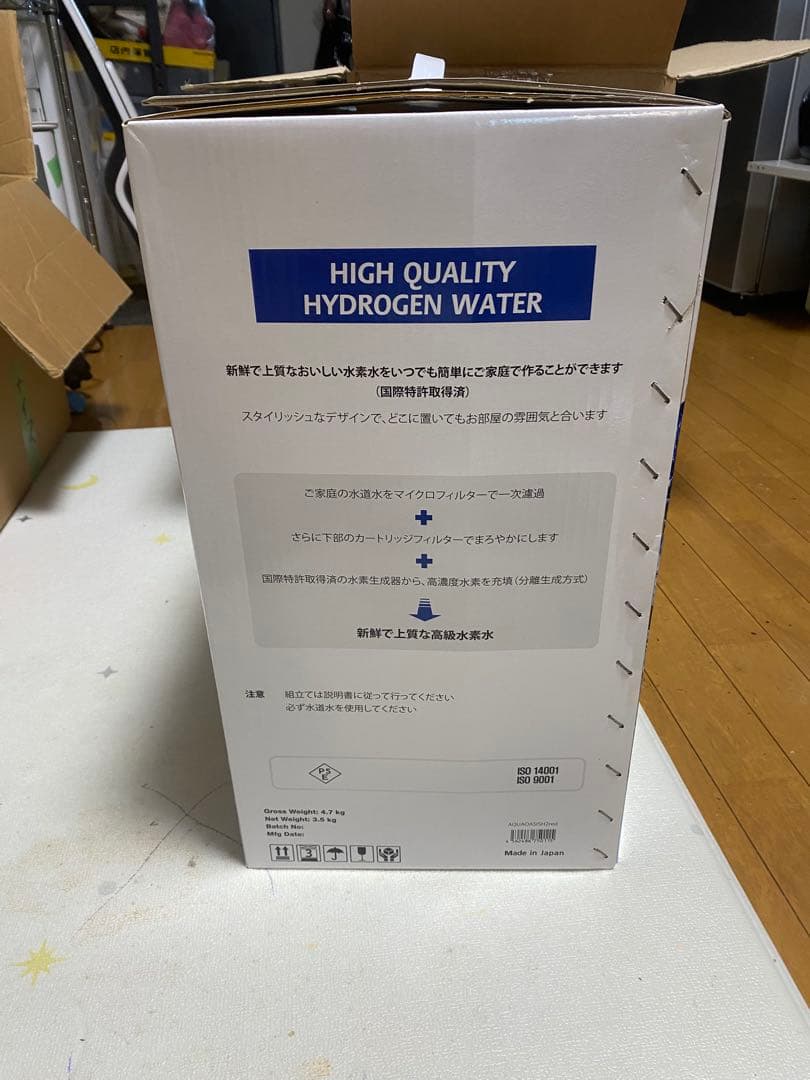 店内
HIGH QUALITY
HYDROGEN WATER
新鮮で上質なおいしい水素水をいつでも簡単にご家庭で作ることができます
(国際特許取得済)
スタイリッシュなデザインで、どこに置いてもお部屋の雰囲気と合います
ご家庭の水道水をマイクロフィルターで一次濾過
さらに下部のカートリッジフィルターでまろやかにします
国際特許取得済の水素生成器から、高濃度水素を充填(分離生成方式)
新鮮で上質な高級水素水
注意 組立ては説明書に従って行ってください
必ず水道水を使用してください
PSE
ISO 14001
ISO 9001
Gross Weight: 4.7 kg
Net Weight: 3.5 kg
Batch No:
Mfg Date:
3
AQUAOASISH2red
Made in Japan